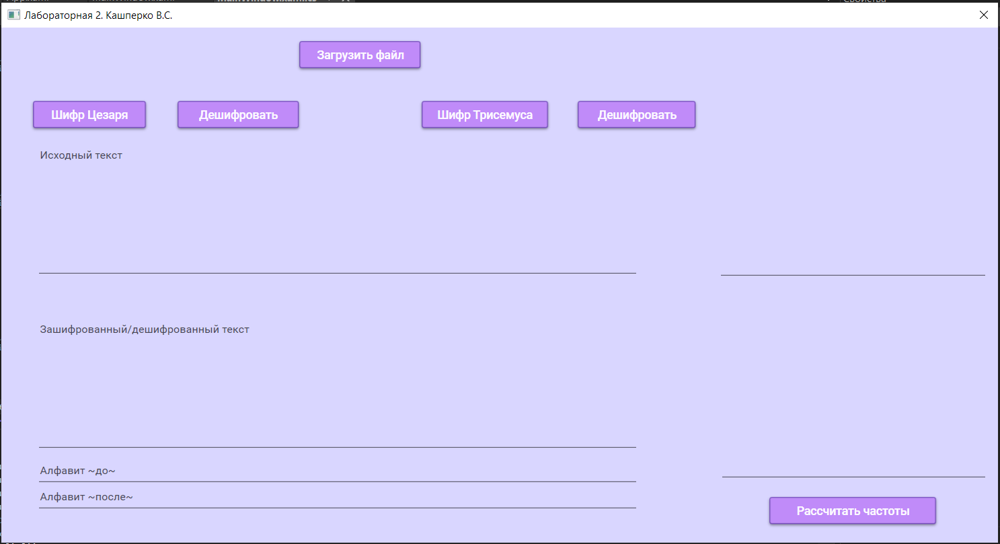 Лабораторная 2. Кашперко В.С.
Загрузить файл
Шифр Цезаря
Дешифровать
Шифр Трисемуса
Дешифровать
Исходный текст
Зашифрованный/дешифрованный текст
Алфавит ~до~
Алфавит ~после~
Рассчитать частоты